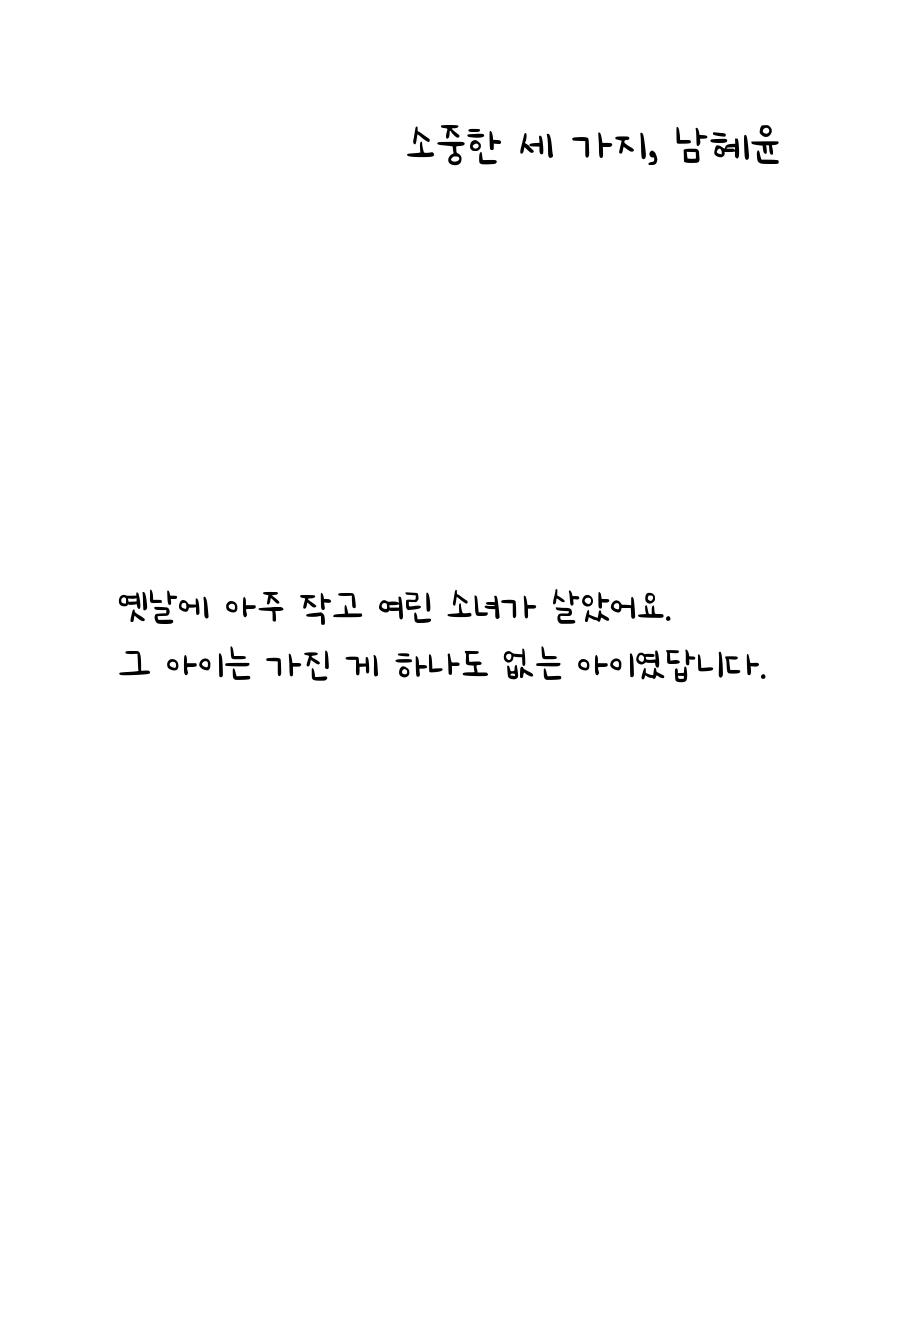 소중한 세 가지, 남혜윤
옛날에 아주 작고 여린 소녀가 살았어요.
그 아이는 가진 게 하나도 없는 아이였답니다.